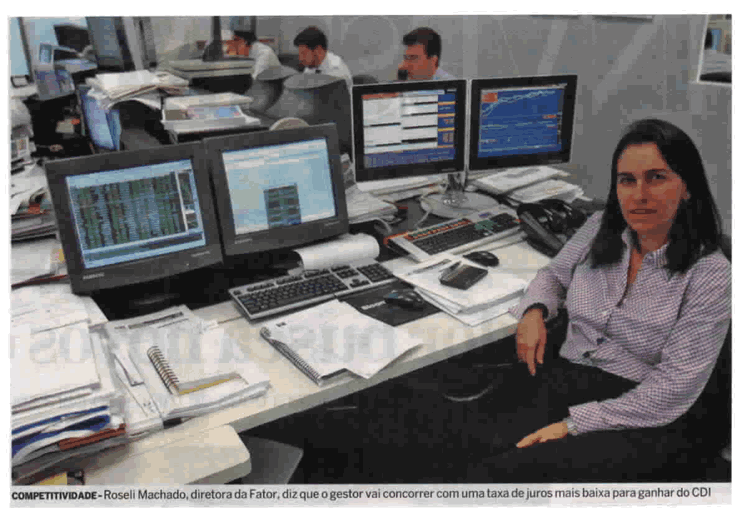 COMPETITIVIDADE - Roseli Machado, diretora da Fator, diz que o gestor vai concorrer com uma taxa de juros mais baixa para ganhar do CDI